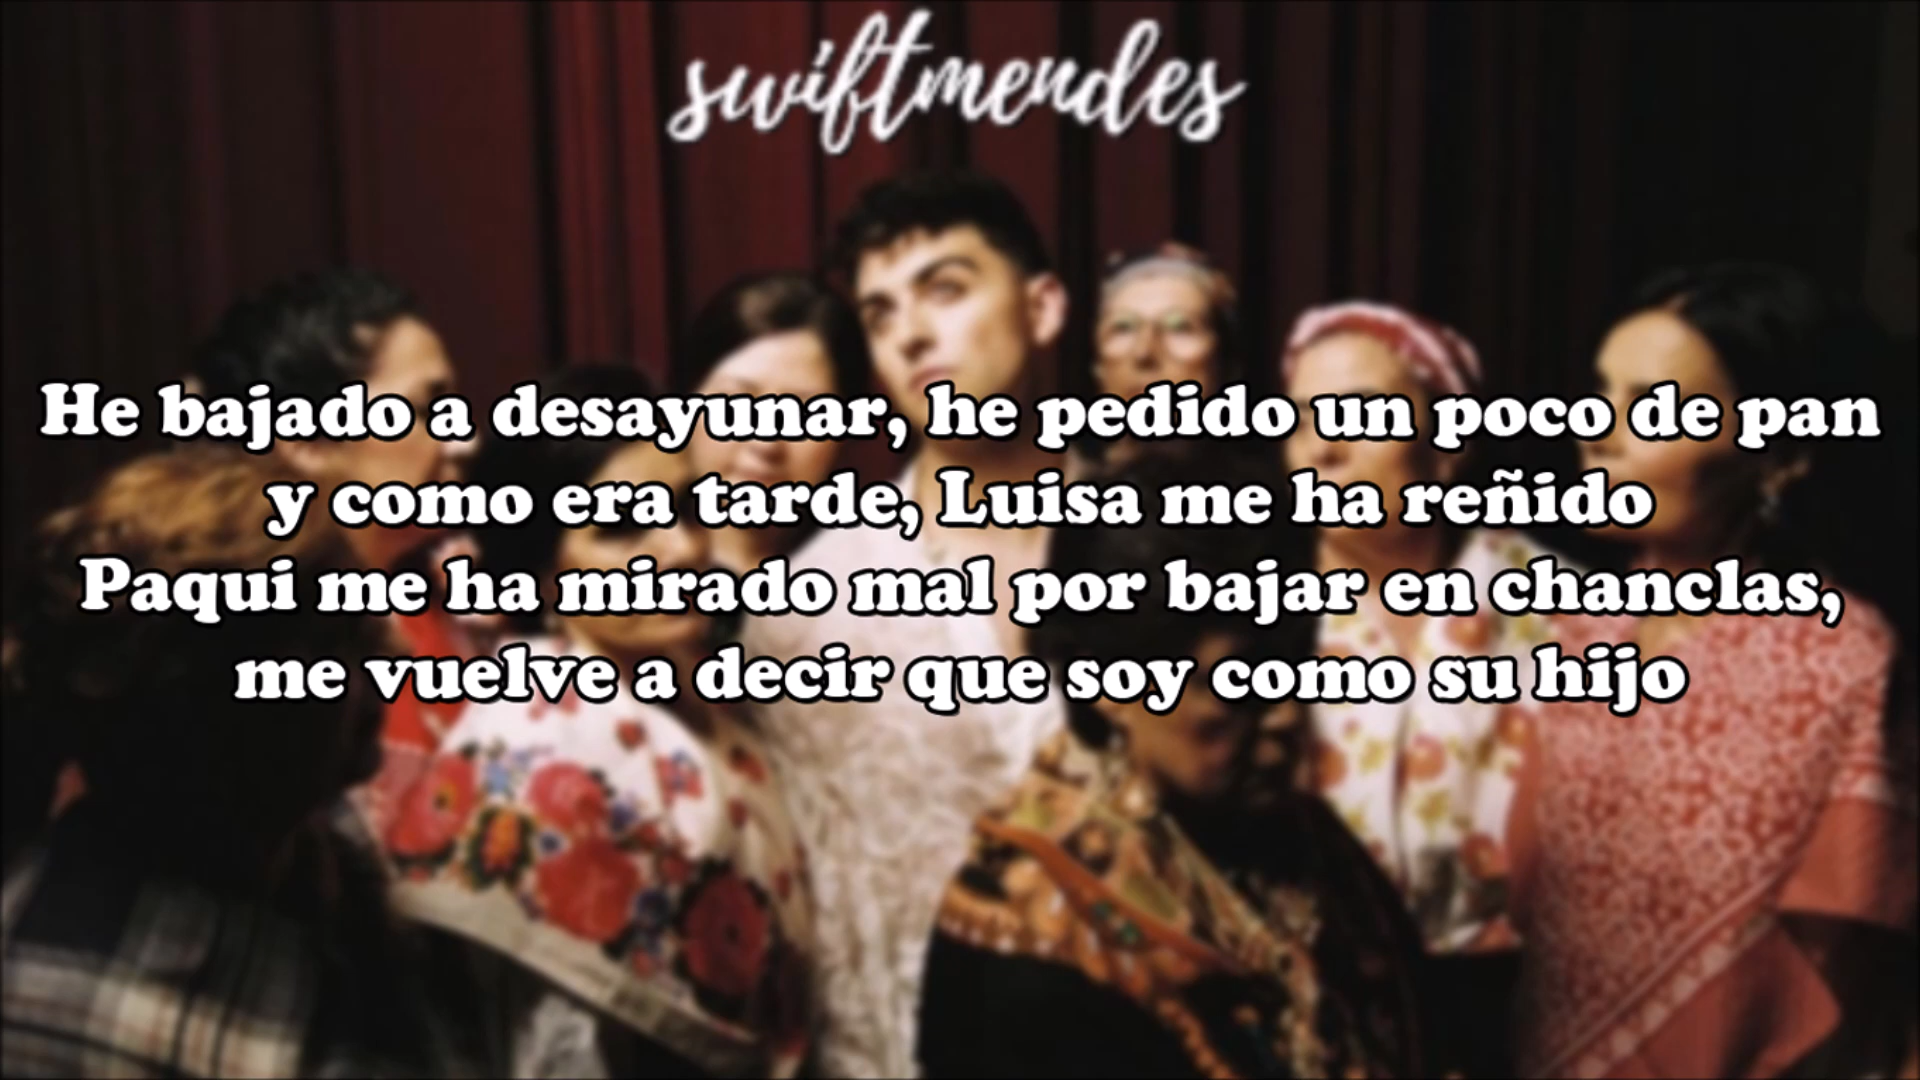 swiftmendes
He bajado a desayunar, he pedido un poco de pan
y como era tarde, Luisa me ha reñido
Paqui me ha mirado mal por bajar en chanclas,
me vuelve a decir que soy como su hijo